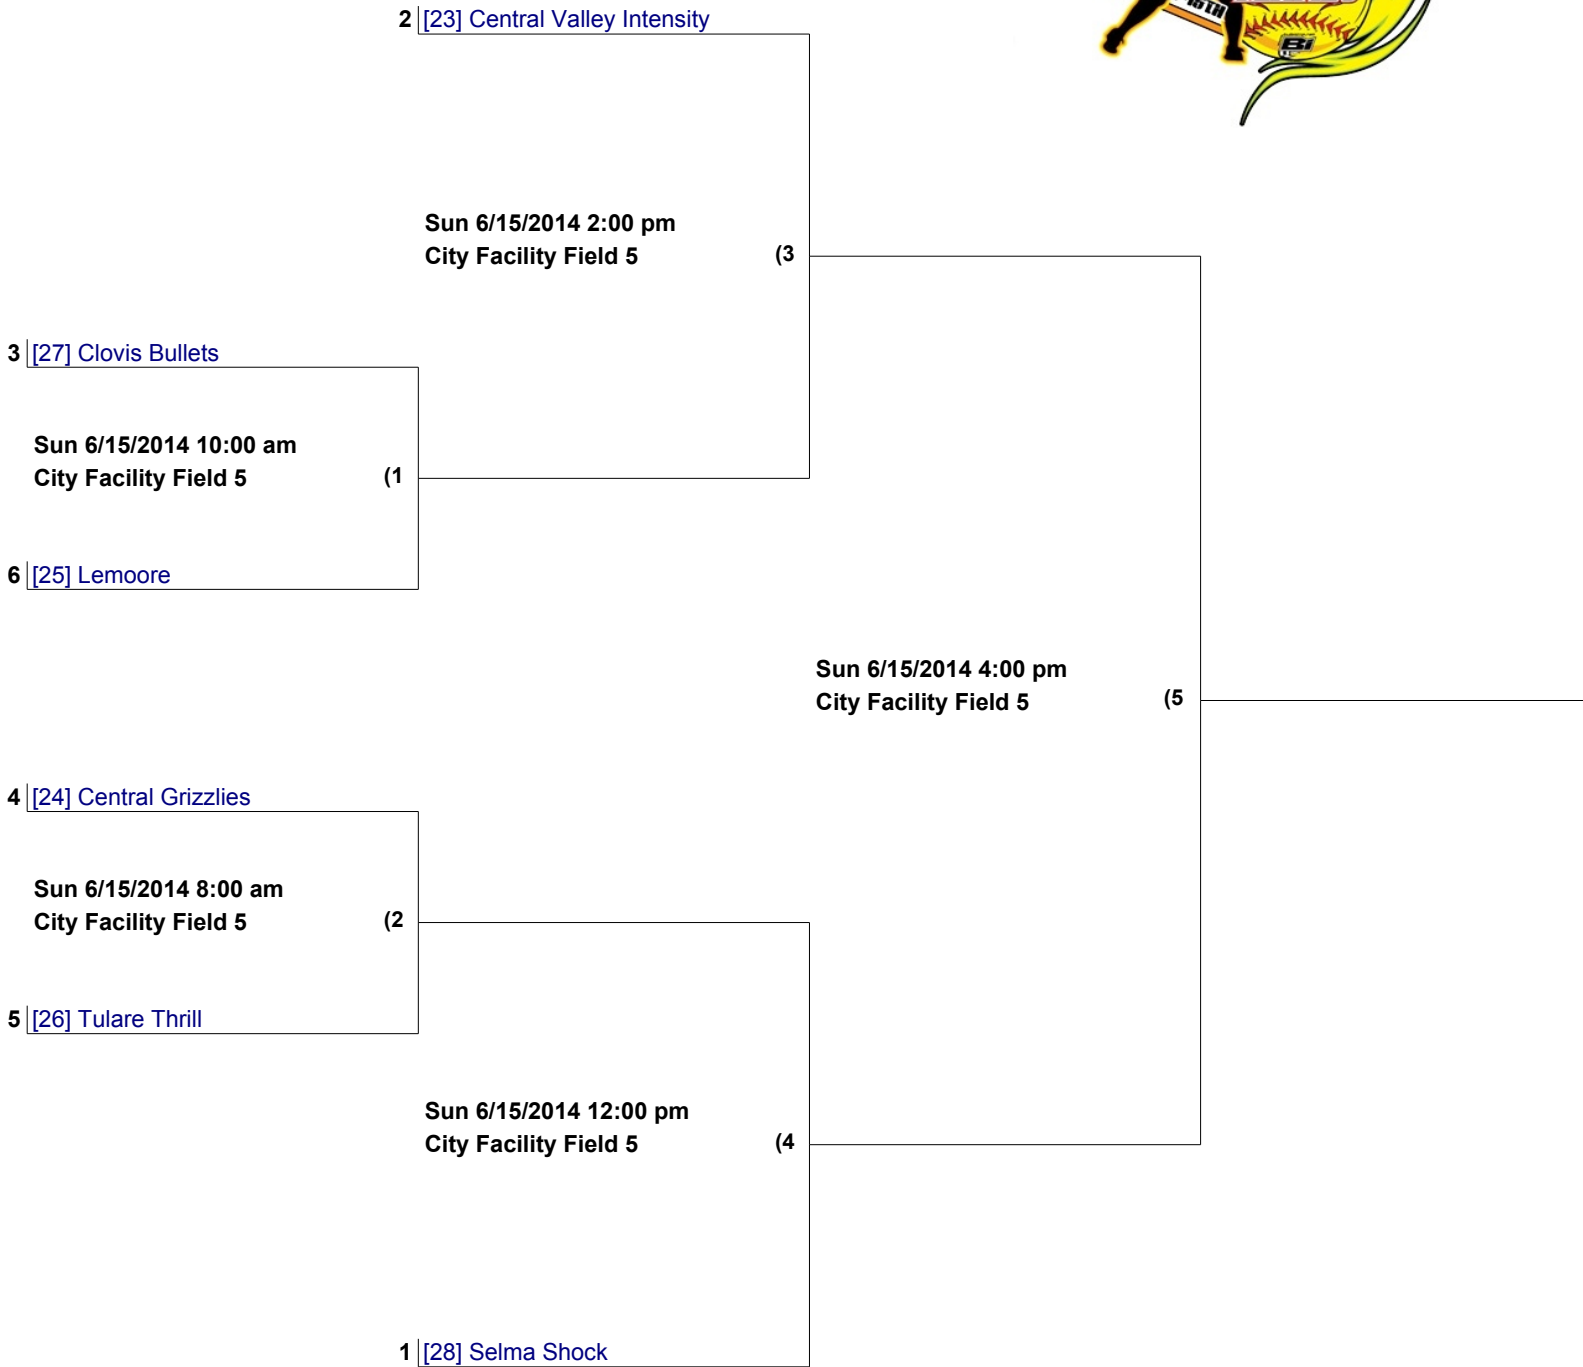 15TH
Bi
2 [23] Central Valley Intensity
Sun 6/15/2014 2:00 pm
City Facility Field 5 (3
3 [27] Clovis Bullets
Sun 6/15/2014 10:00 am
City Facility Field 5 (1
6 [25] Lemoore
Sun 6/15/2014 4:00 pm
City Facility Field 5 (5
4 [24] Central Grizzlies
Sun 6/15/2014 8:00 am
City Facility Field 5 (2
5 [26] Tulare Thrill
Sun 6/15/2014 12:00 pm
City Facility Field 5 (4
1 [28] Selma Shock